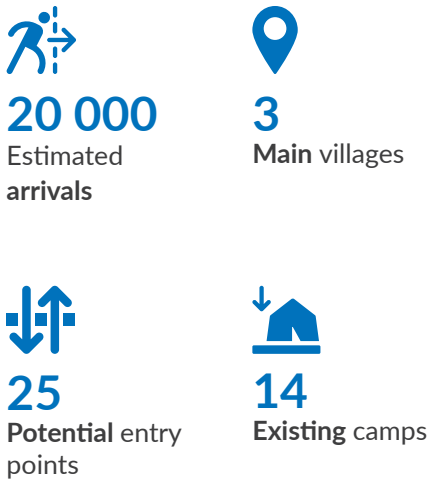 20 000
Estimated
arrivals
3
Main villages
25
Potential entry
points
14
Existing camps